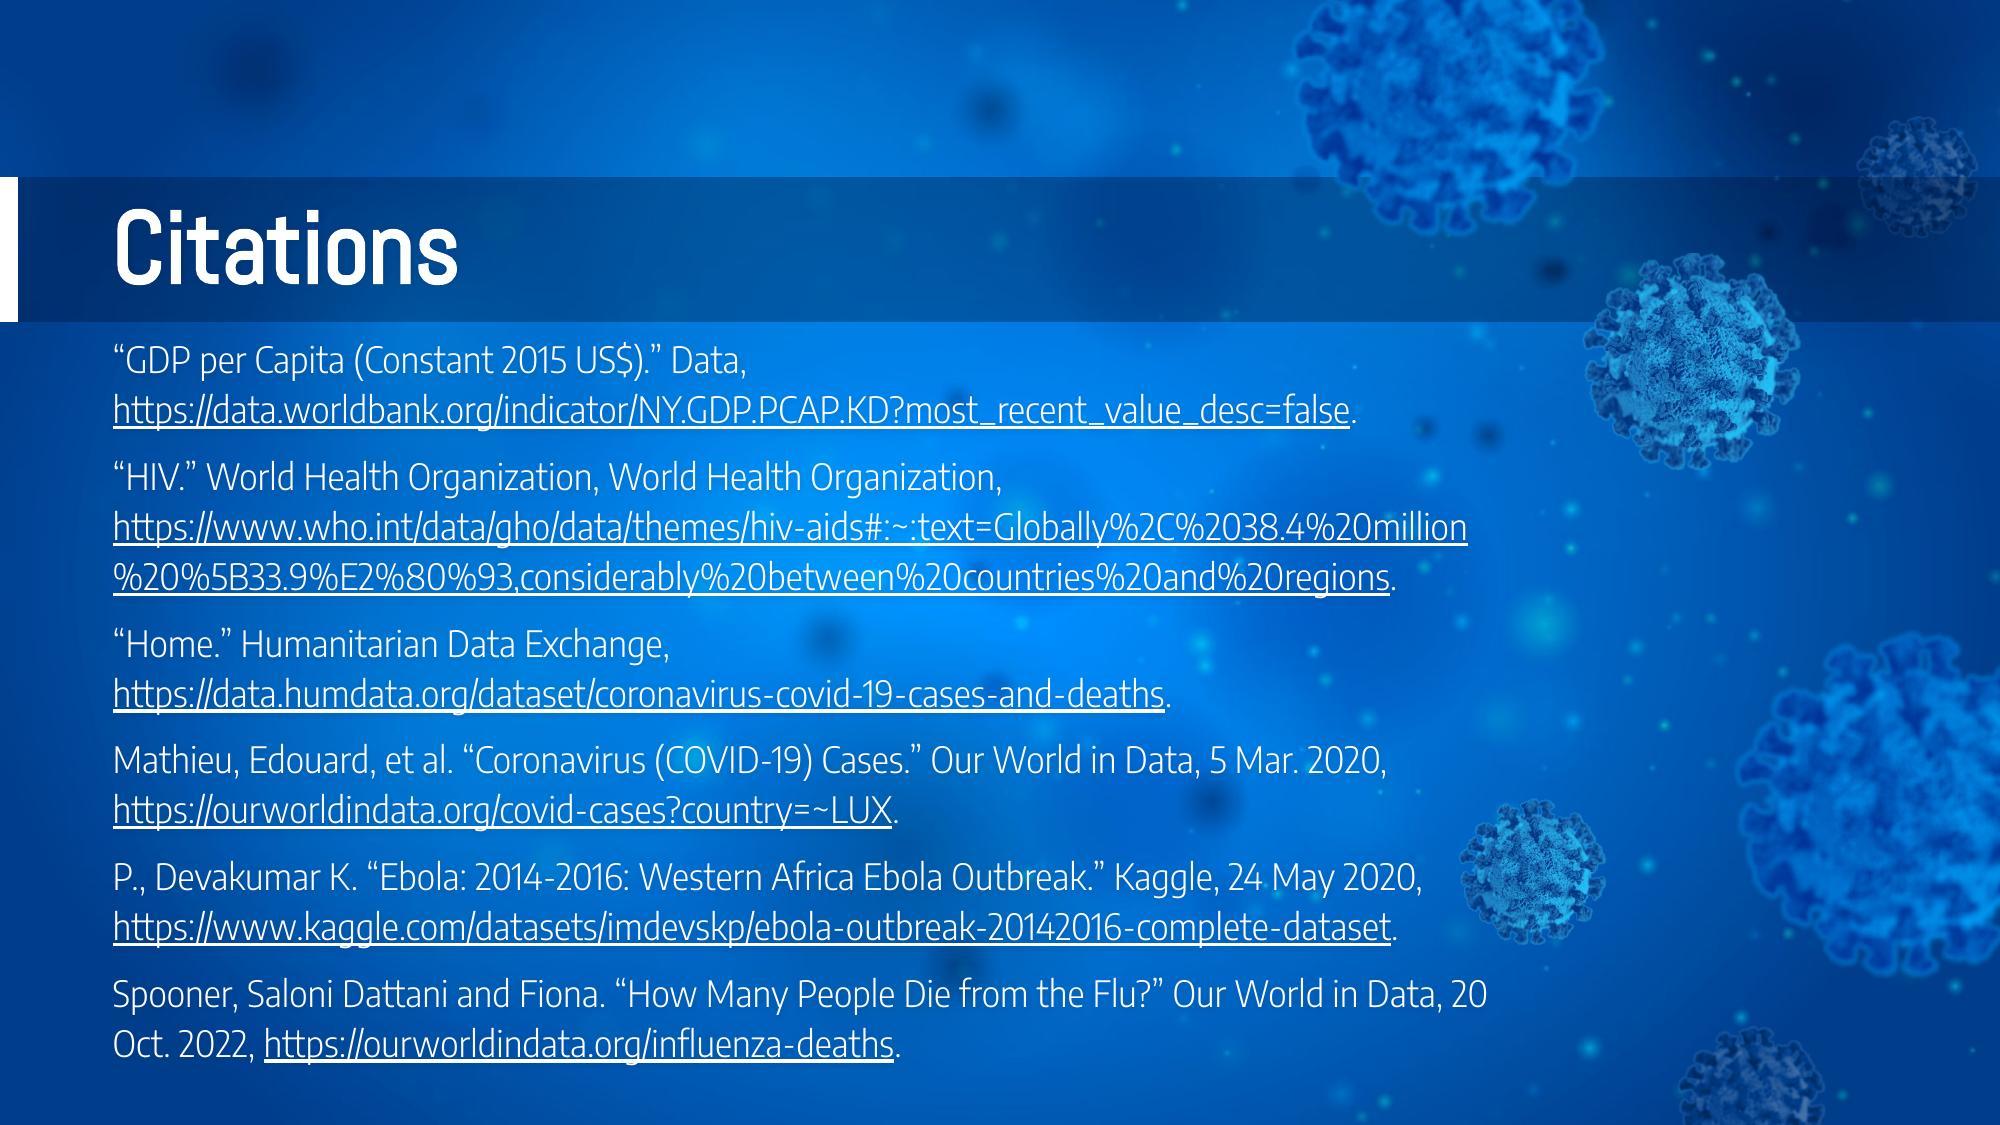 Citations
“GDP per Capita (Constant 2015 US$).” Data,
https://data.worldbank.org/indicator/NY.GDP.PCAP.KD?most_recent_value_desc=false.
“HIV.” World Health Organization, World Health Organization,
https://www.who.int/data/gho/data/themes/hiv-aids#:~:text=Globally%2C%2038.4%20million
%20%5B33.9%E2%80%93,considerably%20between%20countries%20and%20regions.
“Home.” Humanitarian Data Exchange,
https://data.humdata.org/dataset/coronavirus-covid-19-cases-and-deaths.
Mathieu, Edouard, et al. “Coronavirus (COVID-19) Cases.” Our World in Data, 5 Mar. 2020,
https://ourworldindata.org/covid-cases?country=~LUX.
P., Devakumar K. “Ebola: 2014-2016: Western Africa Ebola Outbreak.” Kaggle, 24 May 2020,
https://www.kaggle.com/datasets/imdevskp/ebola-outbreak-20142016-complete-dataset.
Spooner, Saloni Dattani and Fiona. “How Many People Die from the Flu?” Our World in Data, 20
Oct. 2022, https://ourworldindata.org/influenza-deaths.